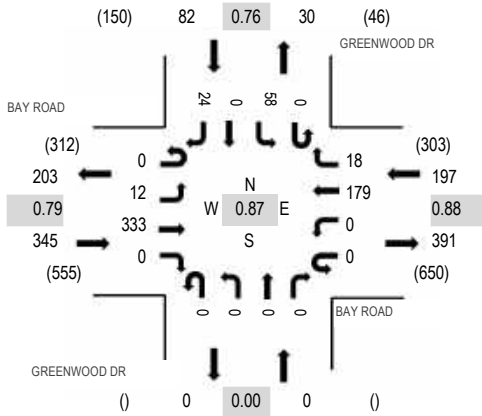 (150) 82 0.76 30 (46)
GREENWOOD DR
24 0 58 0
BAY ROAD
(312) (303)
0 18
203 197
12 N 179
0.79 W 0.87 E 0.88
333 0
345 S 391
0 0
(555) (650)
0 0 0 0
BAY ROAD
GREENWOOD DR
() 0 0.00 0 ()